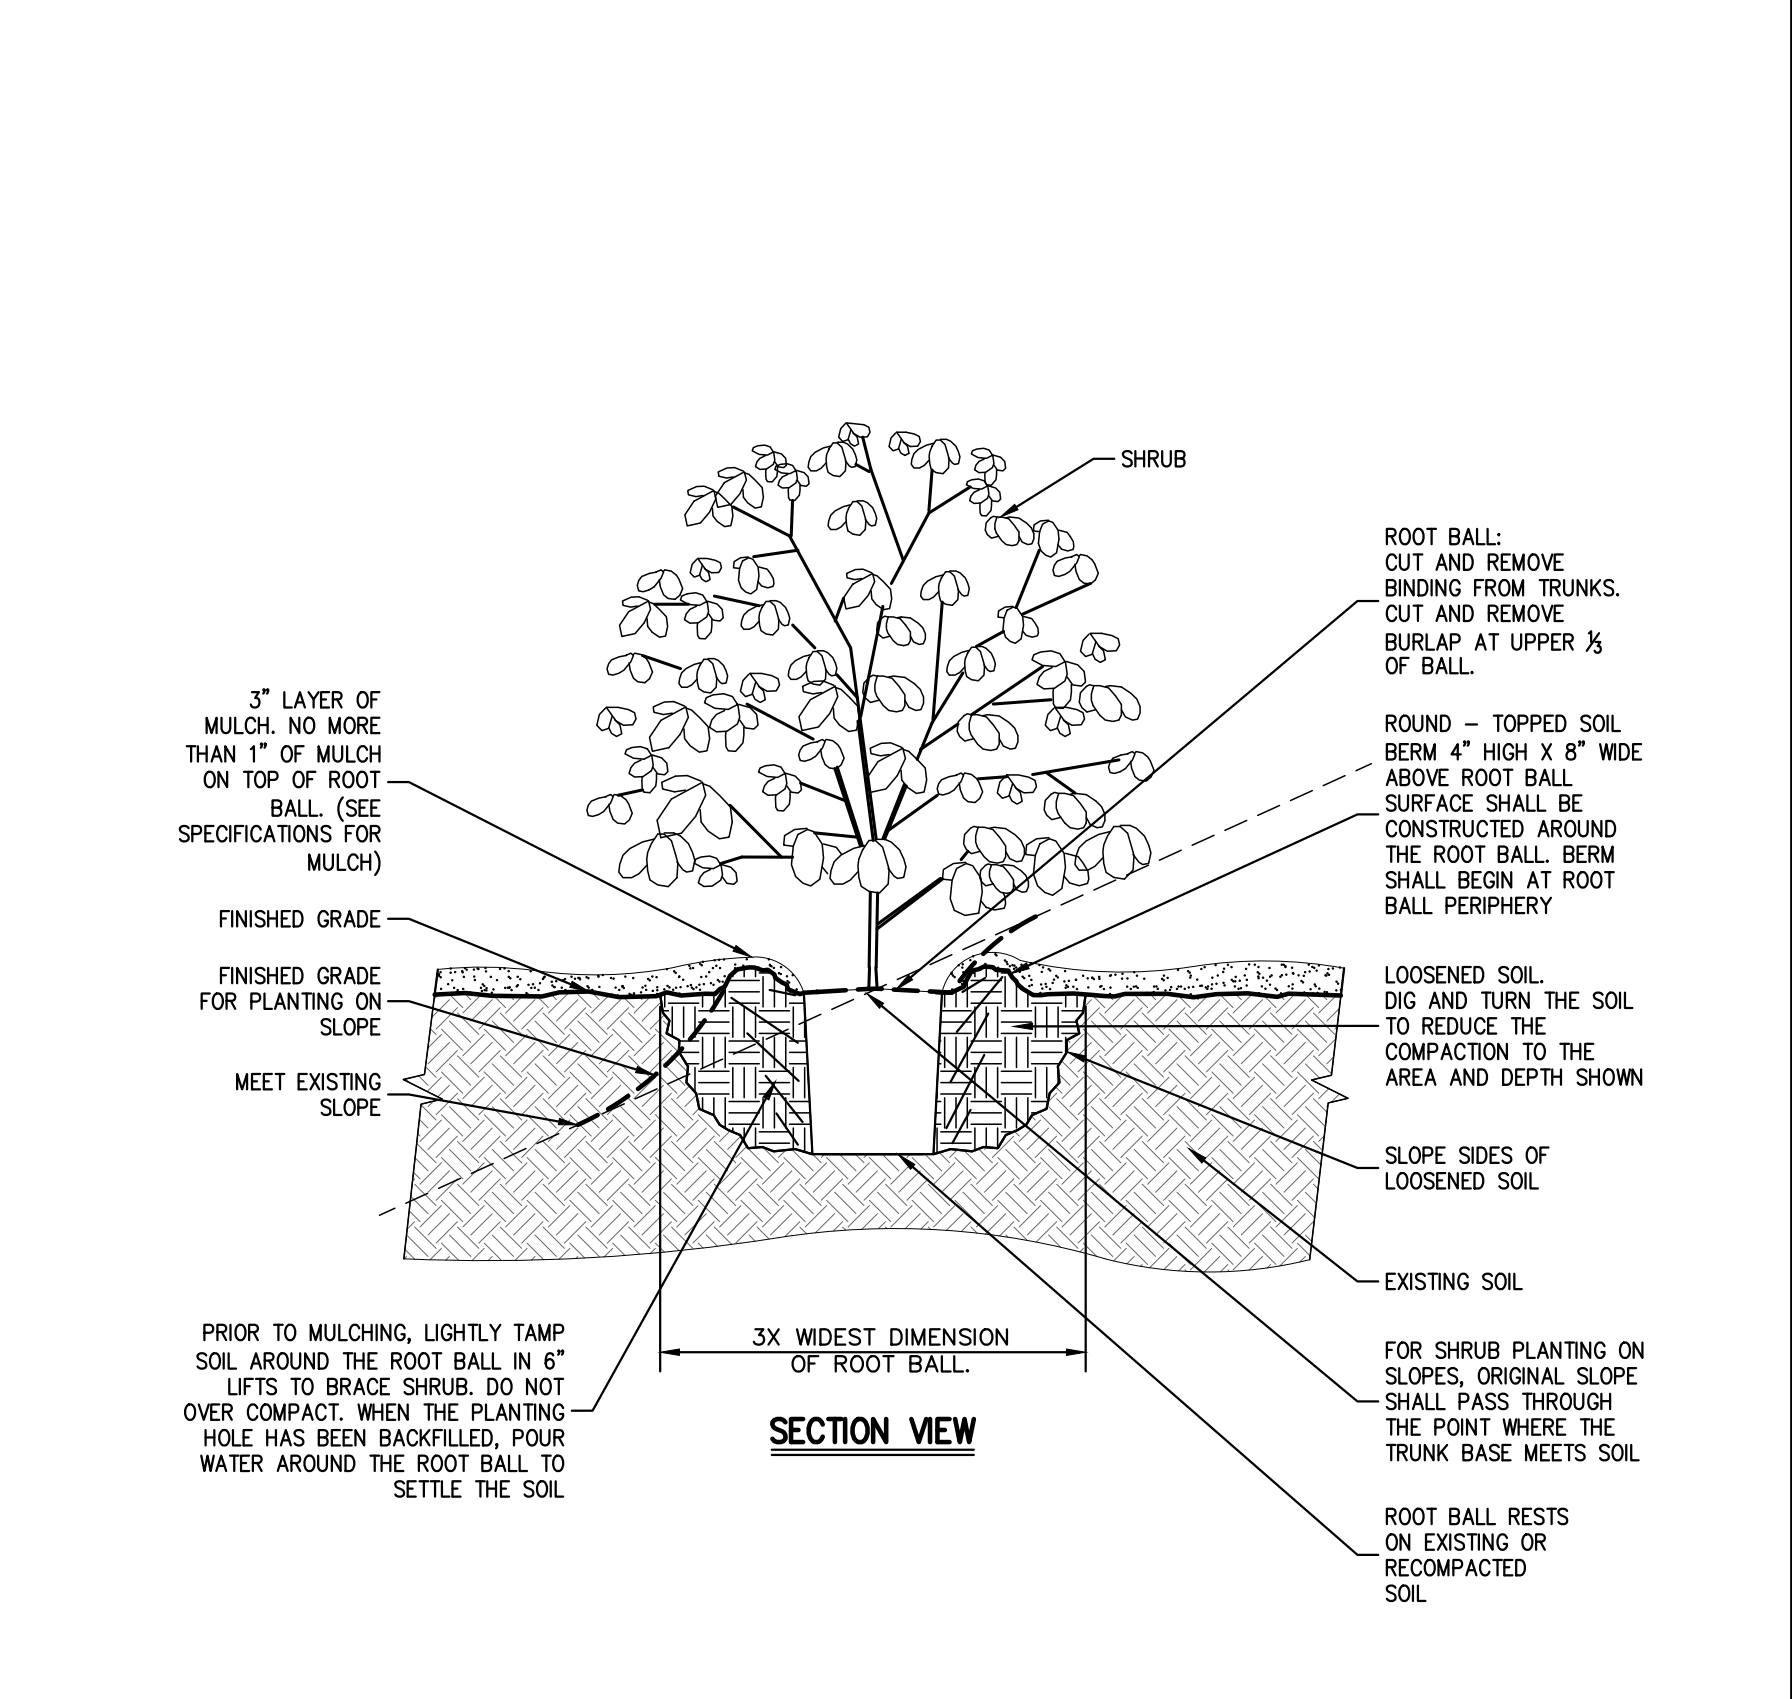 SHRUB
ROOT BALL:
CUT AND REMOVE
BINDING FROM TRUNKS.
CUT AND REMOVE
BURLAP AT UPPER ⅓
OF BALL.
3” LAYER OF
MULCH. NO MORE
THAN 1” OF MULCH
ON TOP OF ROOT
BALL. (SEE
SPECIFICATIONS FOR
MULCH)
ROUND – TOPPED SOIL
BERM 4” HIGH X 8” WIDE
ABOVE ROOT BALL
SURFACE SHALL BE
CONSTRUCTED AROUND
THE ROOT BALL. BERM
SHALL BEGIN AT ROOT
BALL PERIPHERY
FINISHED GRADE
FINISHED GRADE
FOR PLANTING ON
SLOPE
MEET EXISTING
SLOPE
LOOSENED SOIL.
DIG AND TURN THE SOIL
TO REDUCE THE
COMPACTION TO THE
AREA AND DEPTH SHOWN
SLOPE SIDES OF
LOOSENED SOIL
EXISTING SOIL
PRIOR TO MULCHING, LIGHTLY TAMP
SOIL AROUND THE ROOT BALL IN 6”
LIFTS TO BRACE SHRUB. DO NOT
OVER COMPACT. WHEN THE PLANTING
HOLE HAS BEEN BACKFILLED, POUR
WATER AROUND THE ROOT BALL TO
SETTLE THE SOIL
3X WIDEST DIMENSION
OF ROOT BALL.
SECTION VIEW
FOR SHRUB PLANTING ON
SLOPES, ORIGINAL SLOPE
SHALL PASS THROUGH
THE POINT WHERE THE
TRUNK BASE MEETS SOIL
ROOT BALL RESTS
ON EXISTING OR
RECOMPACTED
SOIL